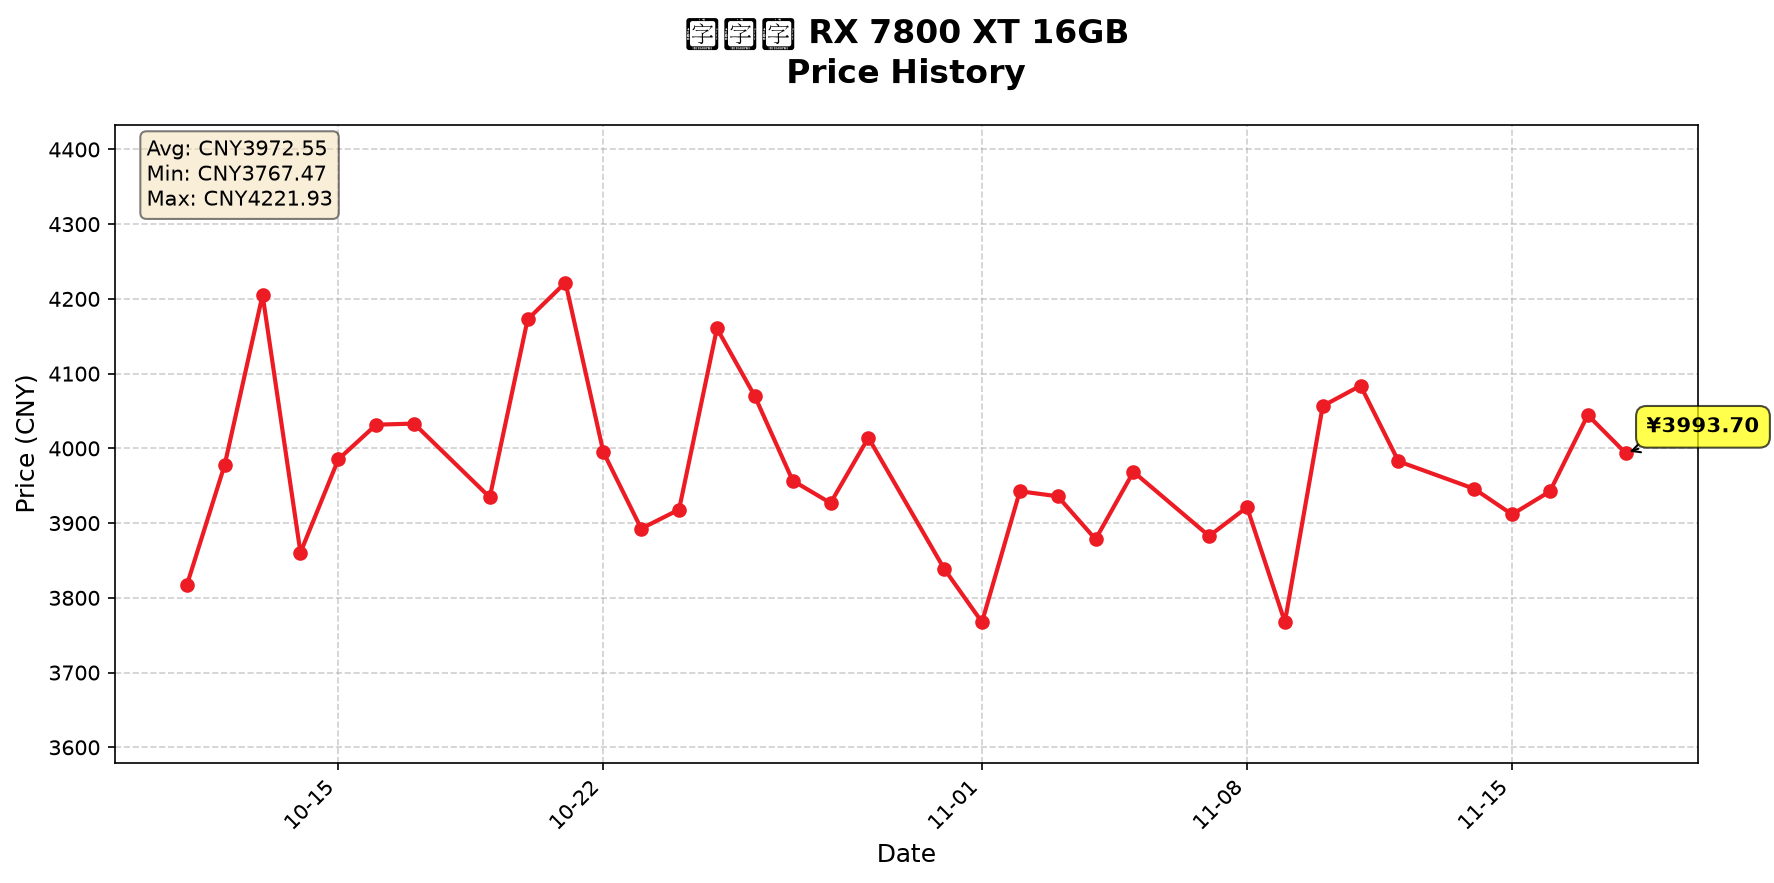 RX 7800 XT 16GB
Price History
Avg: CNY3972.55
Min: CNY3767.47
Max: CNY4221.93
Price (CNY)
4400
4300
4200
4100
4000
3900
3800
3700
3600
¥3993.70
10-15
10-22
11-01
11-08
11-15
Date